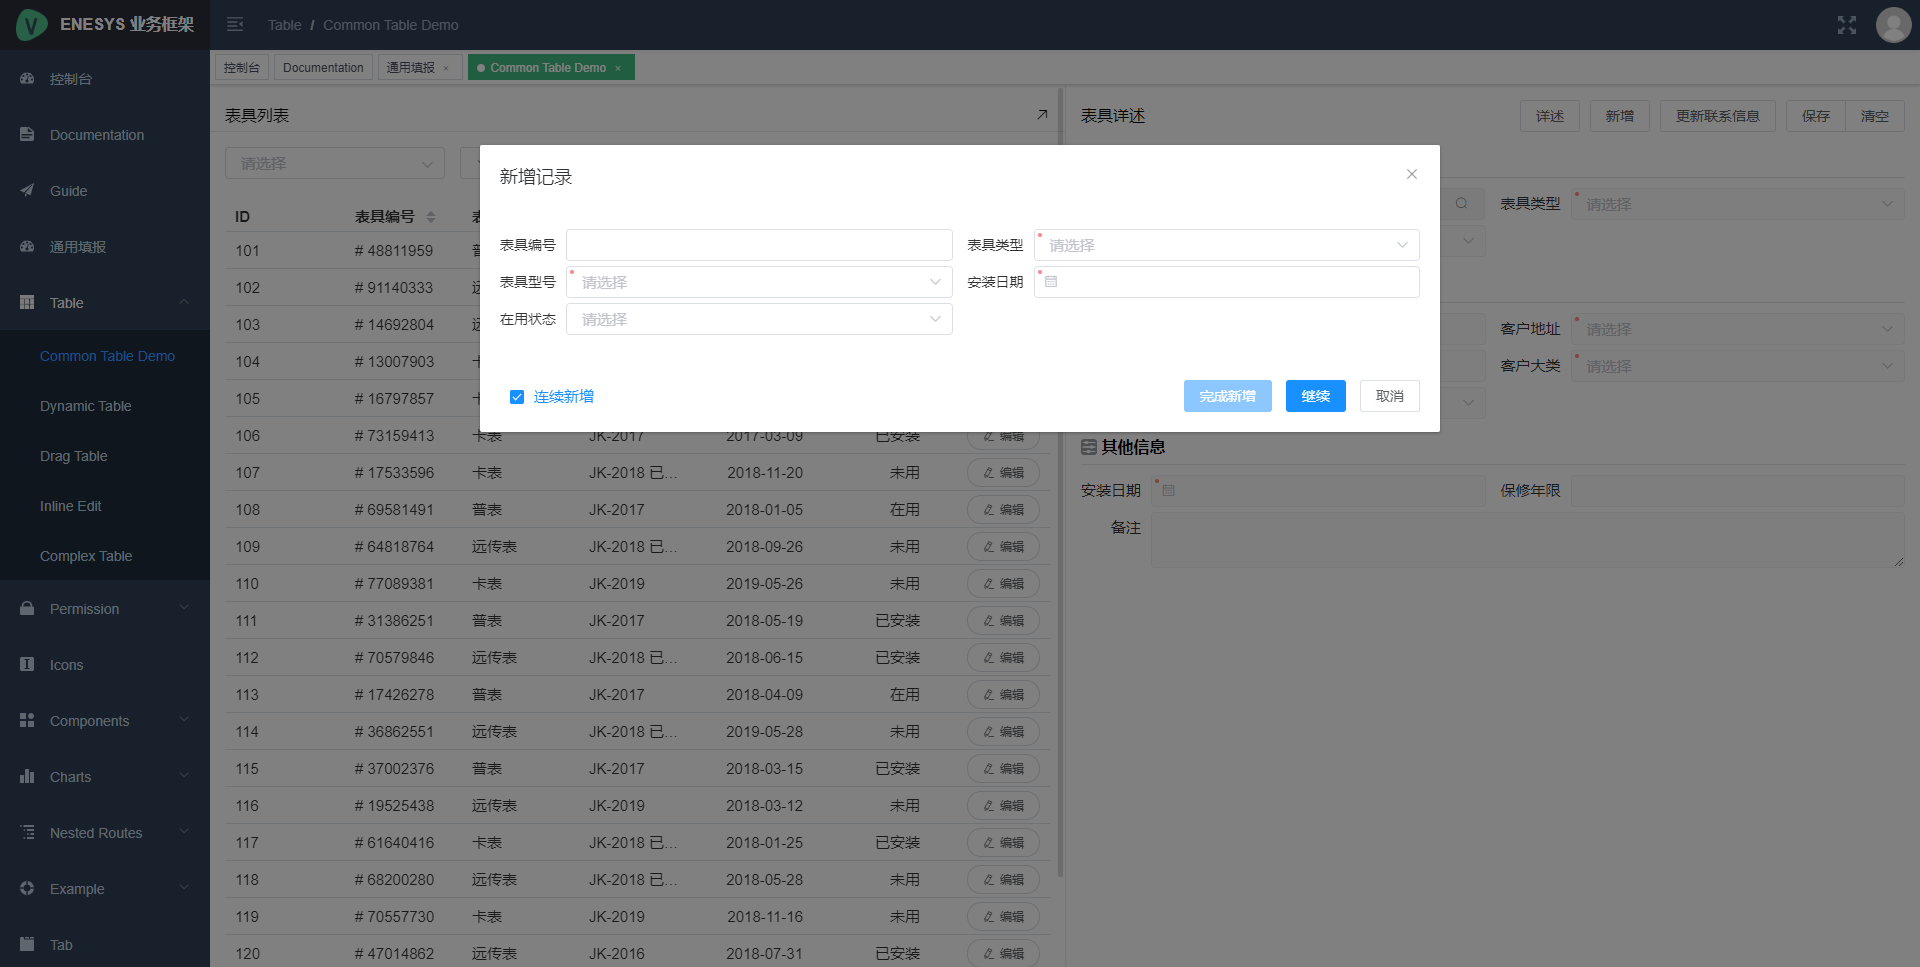 V ENESYS 业务框架
Table / Common Table Demo
控制台
Documentation
通用填报 ×
Common Table Demo ×
控制台
Documentation
Guide
通用填报
Table
Common Table Demo
Dynamic Table
Drag Table
Inline Edit
Complex Table
Permission
Icons
Components
Charts
Nested Routes
Example
Tab
表具列表
请选择
ID 表具编号
101 # 48811959
102 # 91140333
103 # 14692804
104 # 13007903
105 # 16797857
106 # 73159413 卡表 JK-2017 2017-03-09 已安装 编辑
107 # 17533596 卡表 JK-2018 已... 2018-11-20 未用 编辑
108 # 69581491 普表 JK-2017 2018-01-05 在用 编辑
109 # 64818764 远传表 JK-2018 已... 2018-09-26 未用 编辑
110 # 77089381 卡表 JK-2019 2019-05-26 未用 编辑
111 # 31386251 普表 JK-2017 2018-05-19 已安装 编辑
112 # 70579846 远传表 JK-2018 已... 2018-06-15 已安装 编辑
113 # 17426278 普表 JK-2017 2018-04-09 在用 编辑
114 # 36862551 远传表 JK-2018 已... 2019-05-28 未用 编辑
115 # 37002376 普表 JK-2017 2018-03-15 已安装 编辑
116 # 19525438 远传表 JK-2019 2018-03-12 未用 编辑
117 # 61640416 卡表 JK-2018 已... 2018-01-25 已安装 编辑
118 # 68200280 远传表 JK-2018 已... 2018-05-28 未用 编辑
119 # 70557730 卡表 JK-2019 2018-11-16 未用 编辑
120 # 47014862 远传表 JK-2016 2018-07-31 已安装 编辑
新增记录
表具编号
表具类型 * 请选择
表具型号 * 请选择
安装日期 *
在用状态 请选择
连续新增
完成新增 继续 取消
表具详述
详述 新增 更新联系信息 保存 清空
表具类型 * 请选择
客户地址 * 请选择
客户大类 * 请选择
其他信息
安装日期 *
保修年限
备注